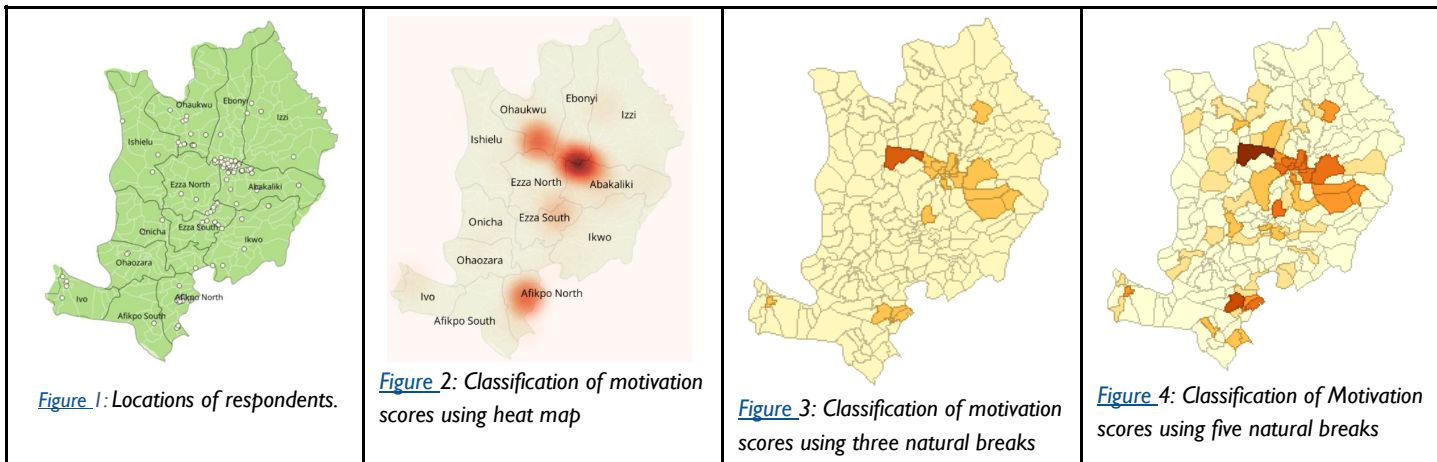 Ohaukwu
Ebonyi
Izzi
Ishielu
Ezza North
Abakaliki
Onicha
Ezza South
Ikwo
Ohaozara
Ivo
Afikpo North
Afikpo South
Figure 1: Locations of respondents.
Ohaukwu
Ebonyi
Izzi
Ishielu
Ezza North
Abakaliki
Onicha
Ezza South
Ikwo
Ohaozara
Ivo
Afikpo North
Afikpo South
Figure 2: Classification of motivation
scores using heat map
Figure 3: Classification of motivation
scores using three natural breaks
Figure 4: Classification of Motivation
scores using five natural breaks